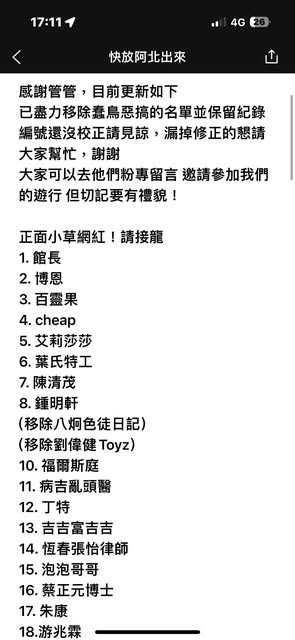 17:11
4G
26
快放阿北出來
感謝管管，目前更新如下
已盡力移除蠢鳥惡搞的名單並保留紀錄
編號還沒校正請見諒，漏掉修正的懇請
大家幫忙，謝謝
大家可以去他們粉專留言 邀請參加我們
的遊行 但切記要有禮貌！
正面小草網紅！請接龍
1. 館長
2. 博恩
3. 百靈果
4. cheap
5. 艾莉莎莎
6. 葉氏特工
7. 陳清茂
8. 鍾明軒
（移除八炯色徒日記）
（移除劉偉健 Toyz）
10. 福爾斯庭
11. 病吉亂頭醫
12. 丁特
13. 吉吉富吉吉
14. 恆春張怡律師
15. 泡泡哥哥
16. 蔡正元博士
17. 朱康
18.游兆霖